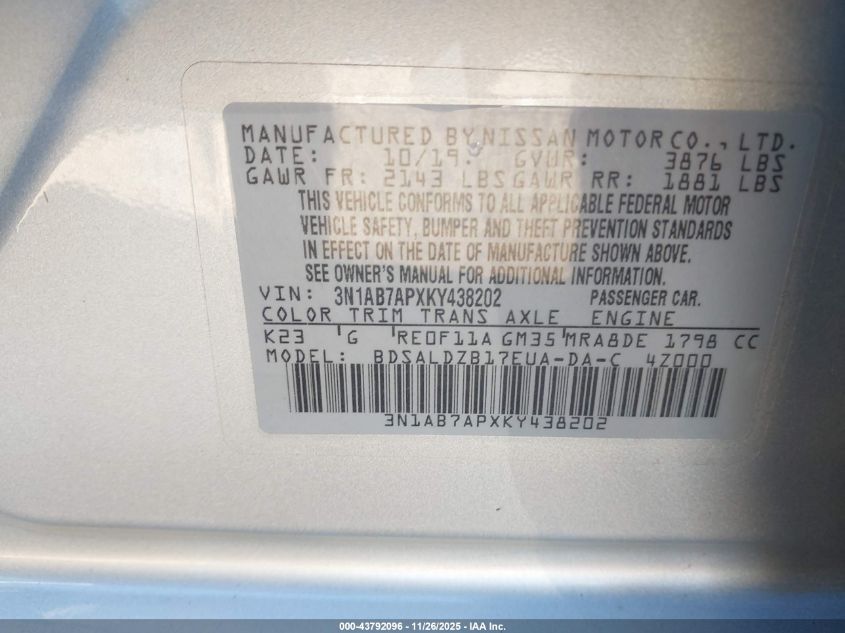 MANUFACTURED BY NISSAN MOTOR CO., LTD.
DATE: 10/19 GVWR: 3876 LBS
GAWR FR: 2143 LBS GAWR RR: 1881 LBS
THIS VEHICLE CONFORMS TO ALL APPLICABLE FEDERAL MOTOR
VEHICLE SAFETY, BUMPER AND THEFT PREVENTION STANDARDS
IN EFFECT ON THE DATE OF MANUFACTURE SHOWN ABOVE.
SEE OWNER'S MANUAL FOR ADDITIONAL INFORMATION.
VIN: 3N1AB7APXKY438202 PASSENGER CAR.
COLOR TRIM TRANS AXLE ENGINE
K23 G RE0F11A GM35 MRA8DE 1798 CC
MODEL: BDSALDZB17EUA-DA-C 4Z000
3N1AB7APXKY438202
000-43792096 - 11/26/2025 - IAA Inc.